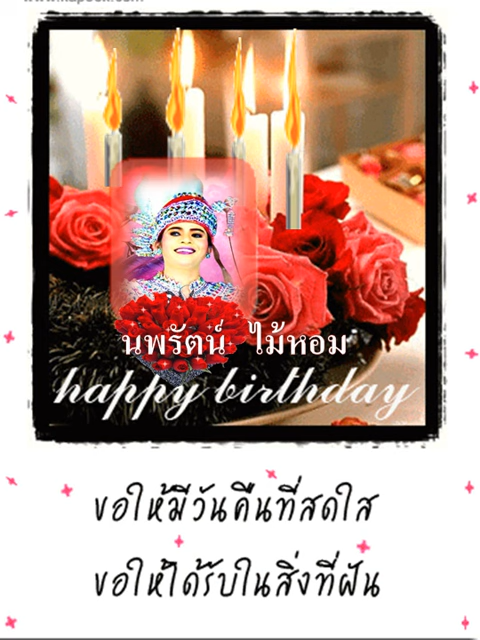 นพรัตน์ ไม้หอม
happy birthday
ขอให้มีวันคืนที่สดใส
ขอให้ได้รับในสิ่งที่ฝัน